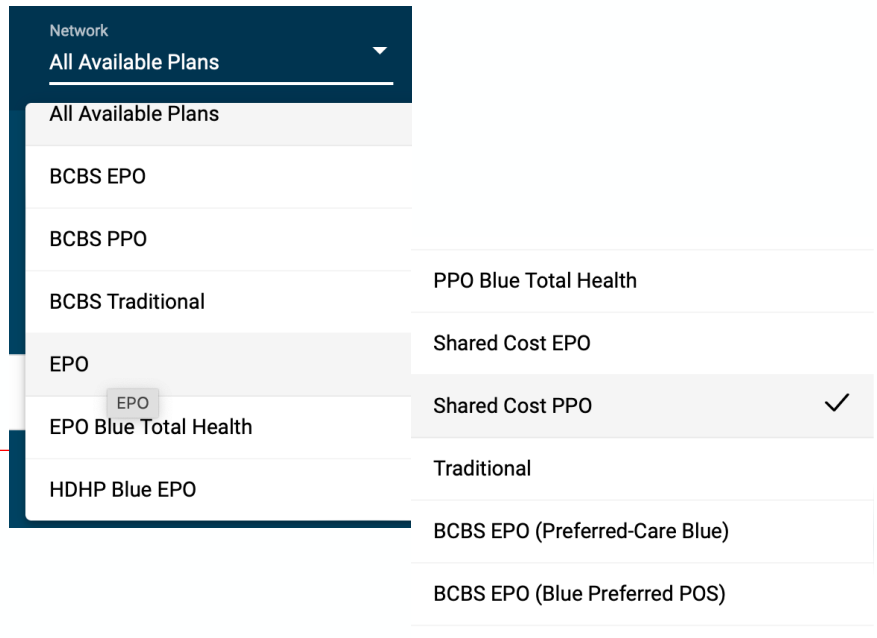 Network
All Available Plans
All Available Plans
BCBS EPO
BCBS PPO
BCBS Traditional
EPO
EPO
EPO Blue Total Health
HDHP Blue EPO
PPO Blue Total Health
Shared Cost EPO
Shared Cost PPO
Traditional
BCBS EPO (Preferred-Care Blue)
BCBS EPO (Blue Preferred POS)